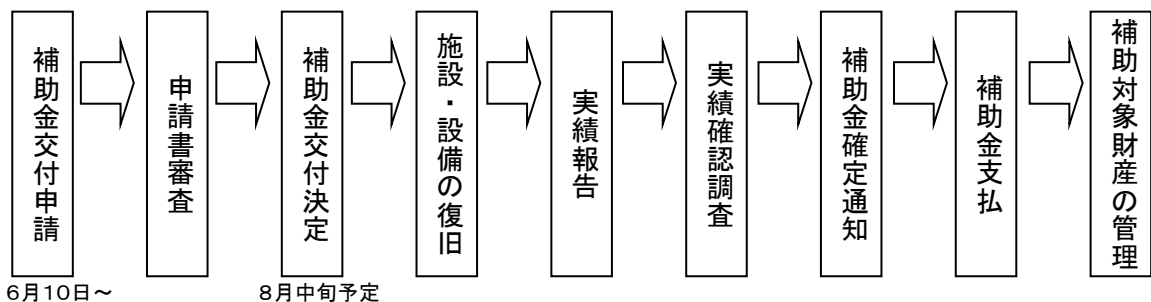 補助金交付申請
申請書審査
補助金交付決定
施設・設備の復旧
実績報告
実績確認調査
補助金確定通知
補助金支払
補助対象財産の管理
6月10日~
8月中旬予定